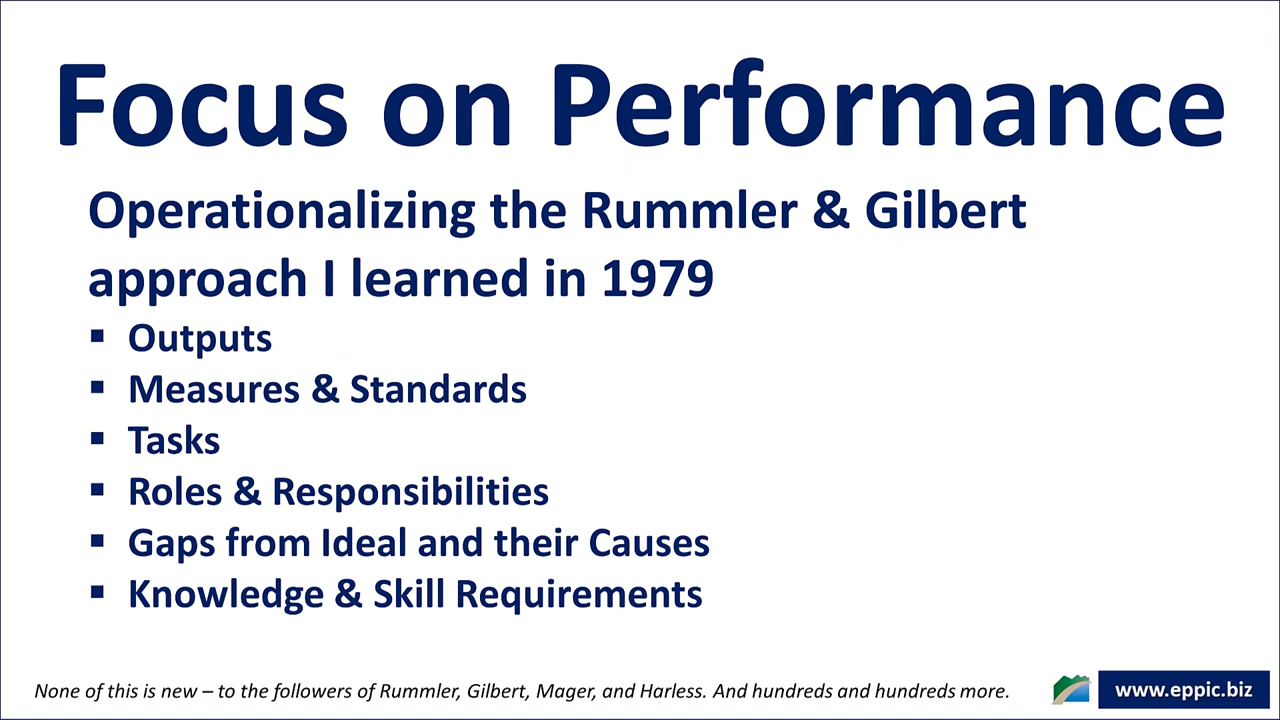 Focus on Performance
Operationalizing the Rummler & Gilbert
approach I learned in 1979
▪ Outputs
▪ Measures & Standards
▪ Tasks
▪ Roles & Responsibilities
▪ Gaps from Ideal and their Causes
▪ Knowledge & Skill Requirements
None of this is new – to the followers of Rummler, Gilbert, Mager, and Harless. And hundreds and hundreds more.
www.eppic.biz